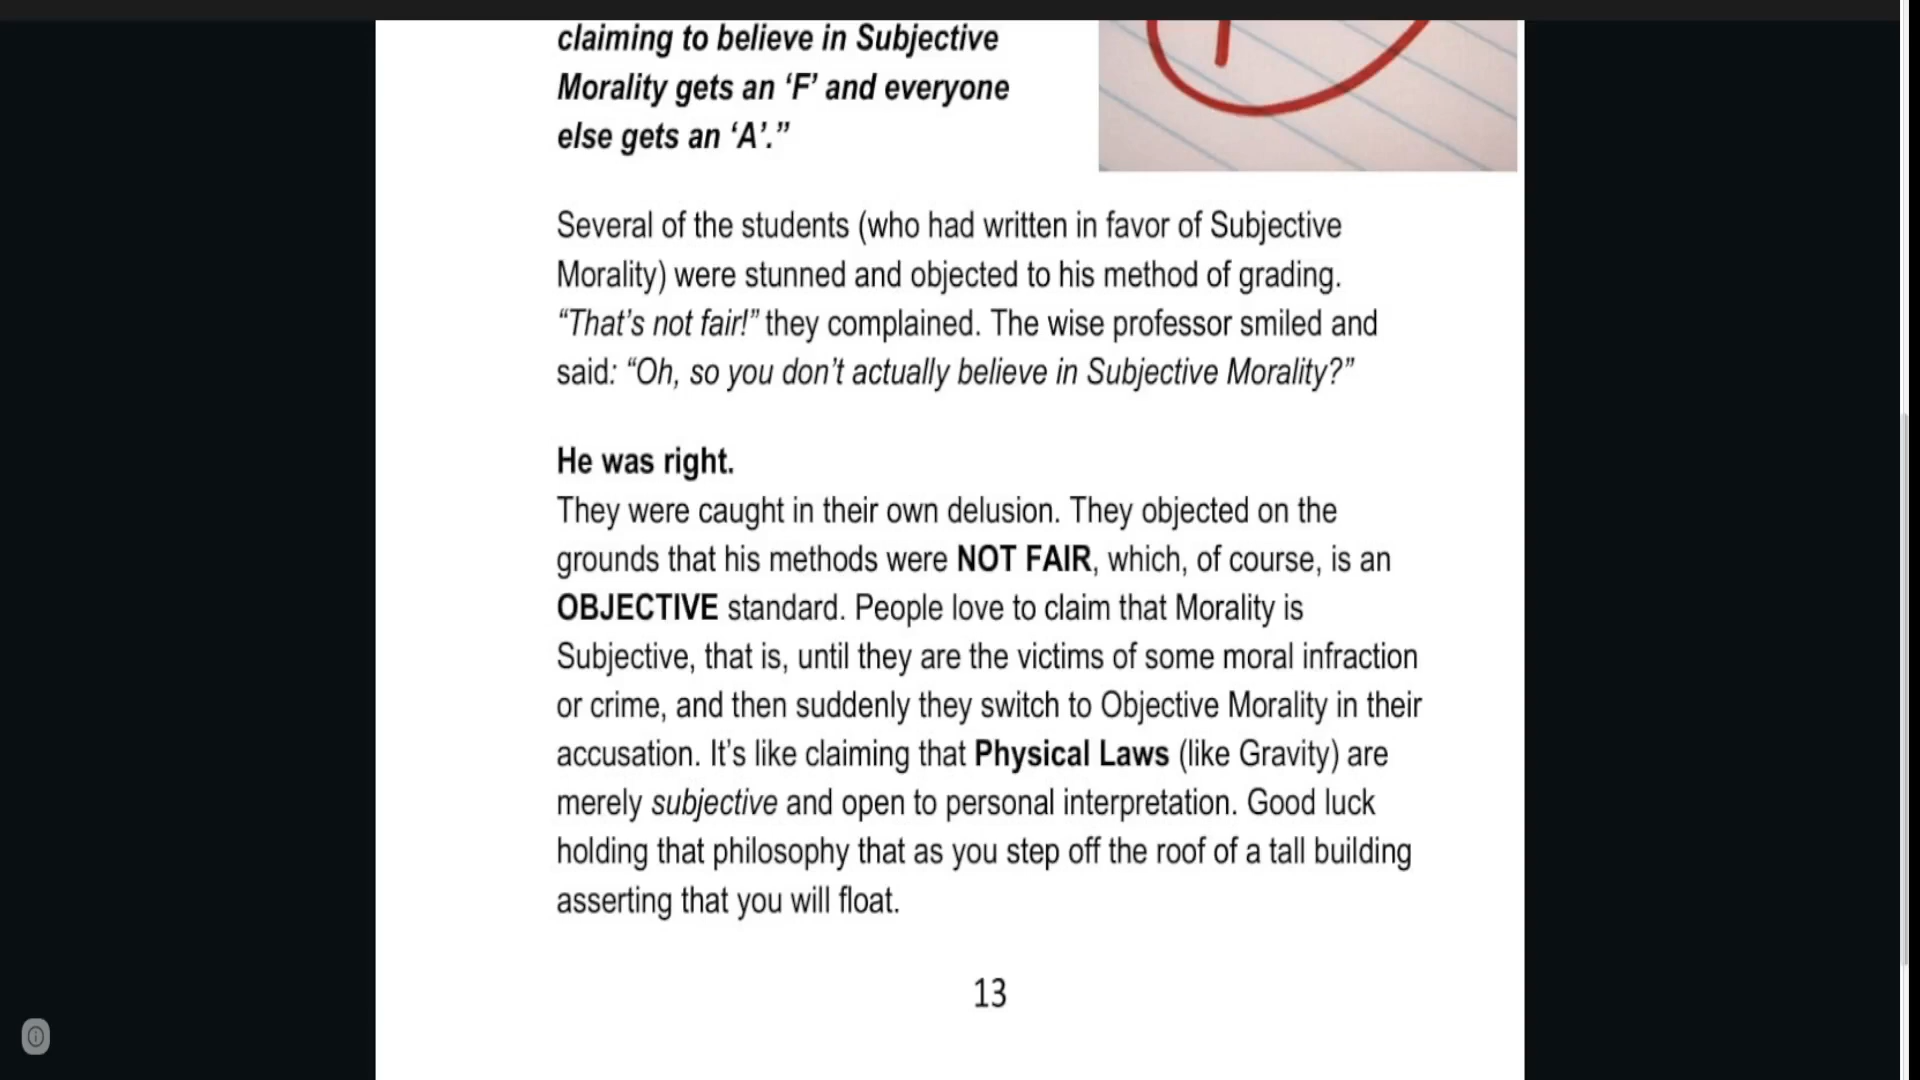 claiming to believe in Subjective
Morality gets an ‘F’ and everyone
else gets an ‘A’.”
Several of the students (who had written in favor of Subjective
Morality) were stunned and objected to his method of grading.
“That’s not fair!” they complained. The wise professor smiled and
said: “Oh, so you don’t actually believe in Subjective Morality?”
He was right.
They were caught in their own delusion. They objected on the
grounds that his methods were NOT FAIR, which, of course, is an
OBJECTIVE standard. People love to claim that Morality is
Subjective, that is, until they are the victims of some moral infraction
or crime, and then suddenly they switch to Objective Morality in their
accusation. It’s like claiming that Physical Laws (like Gravity) are
merely subjective and open to personal interpretation. Good luck
holding that philosophy that as you step off the roof of a tall building
asserting that you will float.
13